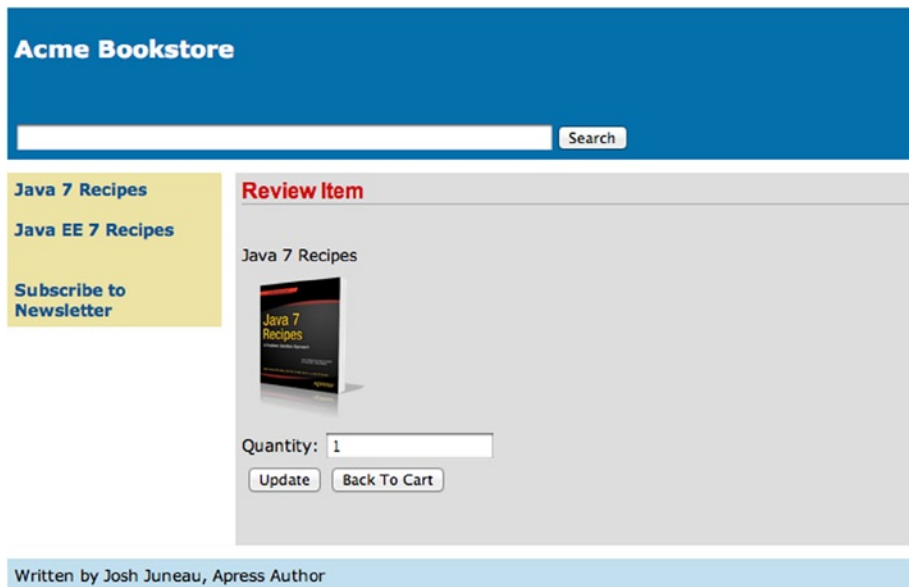 Acme Bookstore
Search
Java 7 Recipes
Java EE 7 Recipes
Subscribe to
Newsletter
Review Item
Java 7 Recipes
Java 7
Recipes
Apress
Quantity: 1
Update
Back To Cart
Written by Josh Juneau, Apress Author